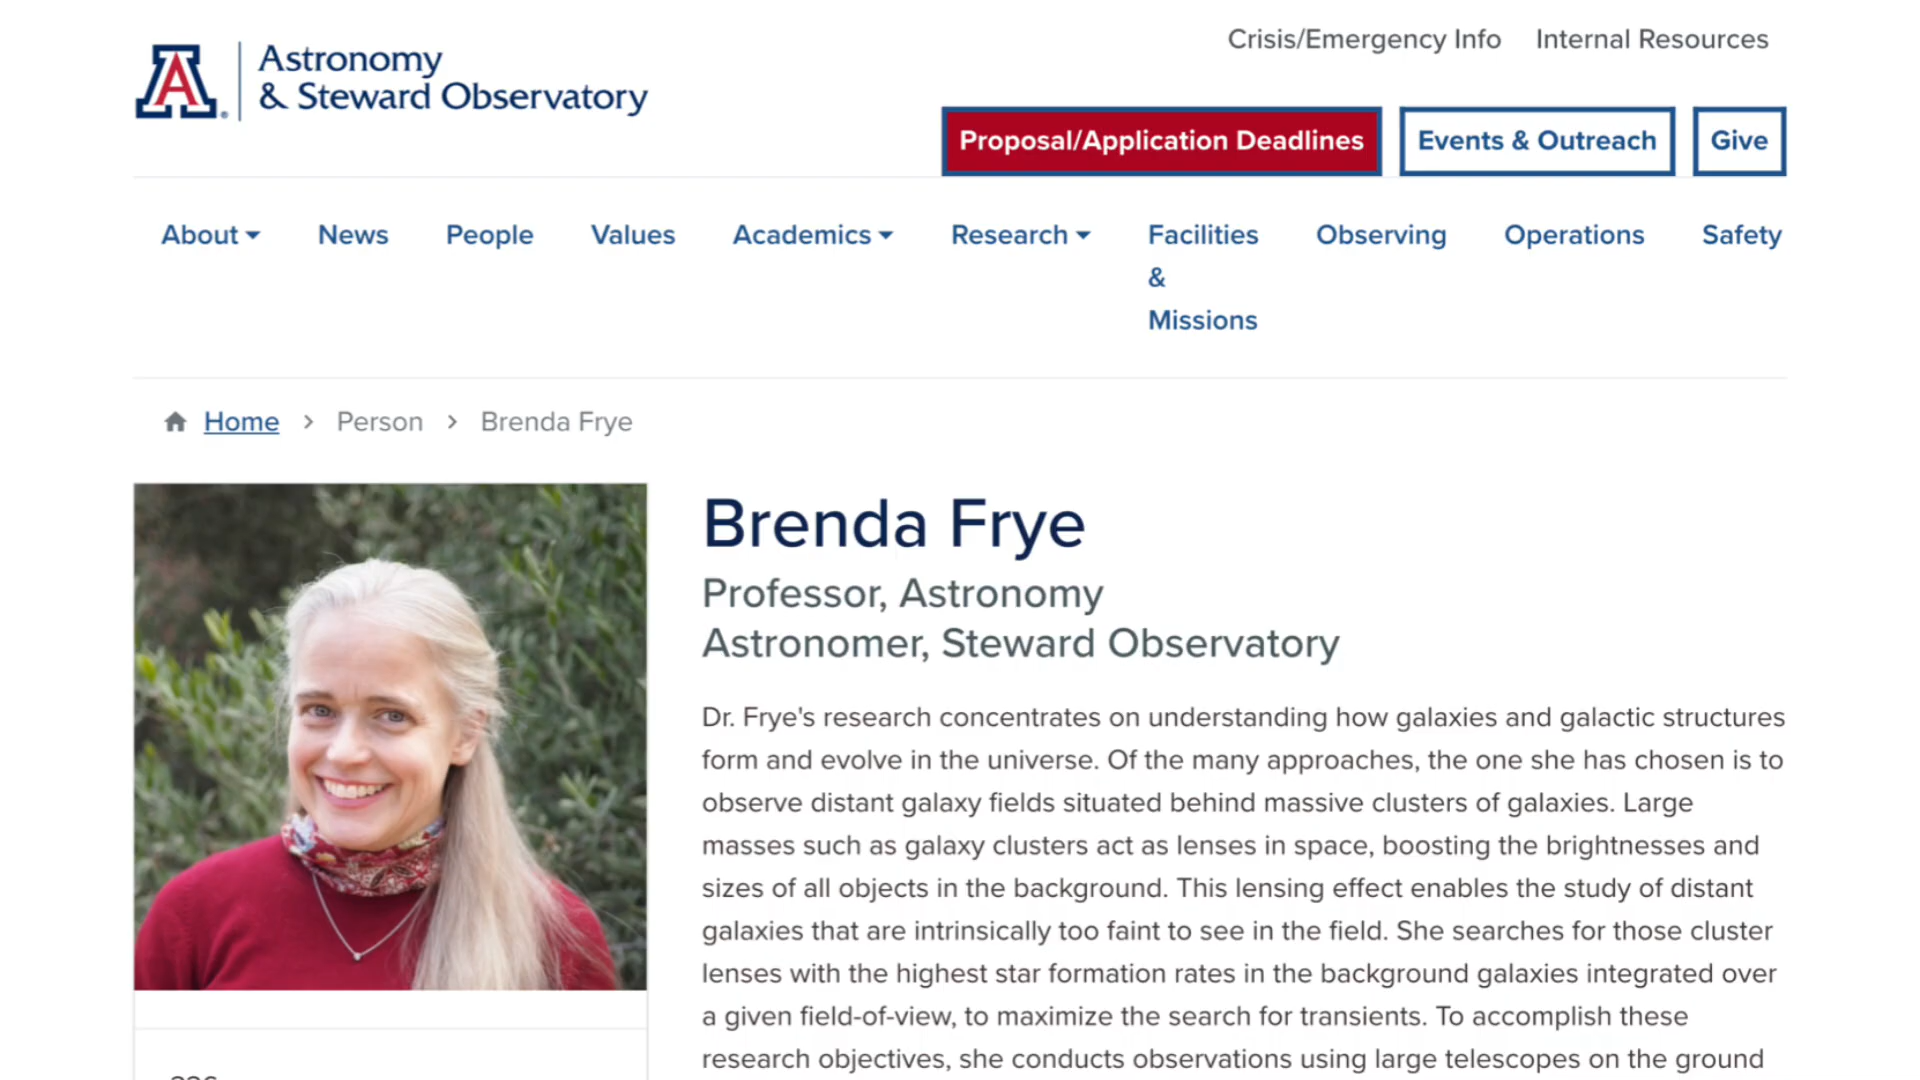 Crisis/Emergency Info Internal Resources
A
Astronomy
& Steward Observatory
Proposal/Application Deadlines Events & Outreach Give
About News People Values Academics Research Facilities & Missions Observing Operations Safety
Home > Person > Brenda Frye
Brenda Frye
Professor, Astronomy
Astronomer, Steward Observatory
Dr. Frye's research concentrates on understanding how galaxies and galactic structures
form and evolve in the universe. Of the many approaches, the one she has chosen is to
observe distant galaxy fields situated behind massive clusters of galaxies. Large
masses such as galaxy clusters act as lenses in space, boosting the brightnesses and
sizes of all objects in the background. This lensing effect enables the study of distant
galaxies that are intrinsically too faint to see in the field. She searches for those cluster
lenses with the highest star formation rates in the background galaxies integrated over
a given field-of-view, to maximize the search for transients. To accomplish these
research objectives, she conducts observations using large telescopes on the ground